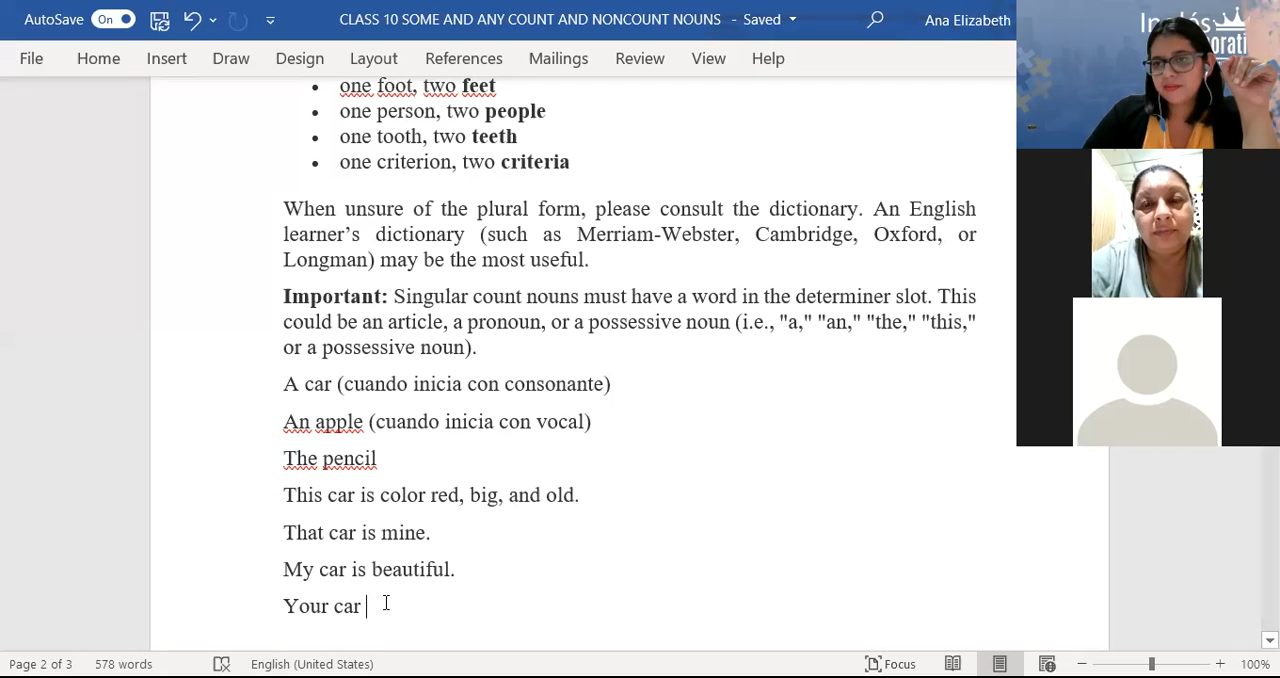 AutoSave On CLASS 10 SOME AND ANY COUNT AND NONCOUNT NOUNS - Saved Ana Elizabeth
Inglés
orati
File Home Insert Draw Design Layout References Mailings Review View Help
• one foot, two feet
• one person, two people
• one tooth, two teeth
• one criterion, two criteria
When unsure of the plural form, please consult the dictionary. An English
learner’s dictionary (such as Merriam-Webster, Cambridge, Oxford, or
Longman) may be the most useful.
Important: Singular count nouns must have a word in the determiner slot. This
could be an article, a pronoun, or a possessive noun (i.e., "a," "an," "the," "this,"
or a possessive noun).
A car (cuando inicia con consonante)
An apple (cuando inicia con vocal)
The pencil
This car is color red, big, and old.
That car is mine.
My car is beautiful.
Your car
Page 2 of 3 578 words English (United States) Focus 100%